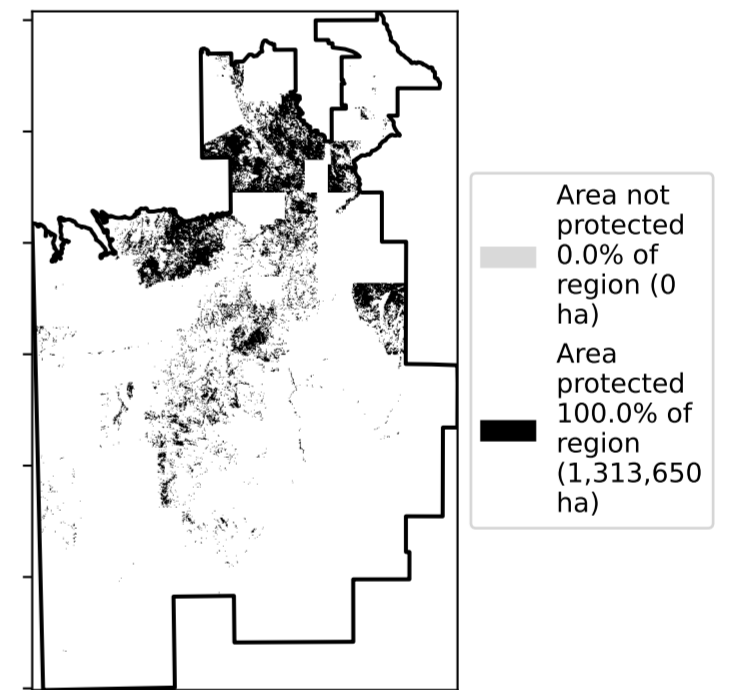 Area not
protected
0.0% of
region (0
ha)
Area
protected
100.0% of
region
(1,313,650
ha)